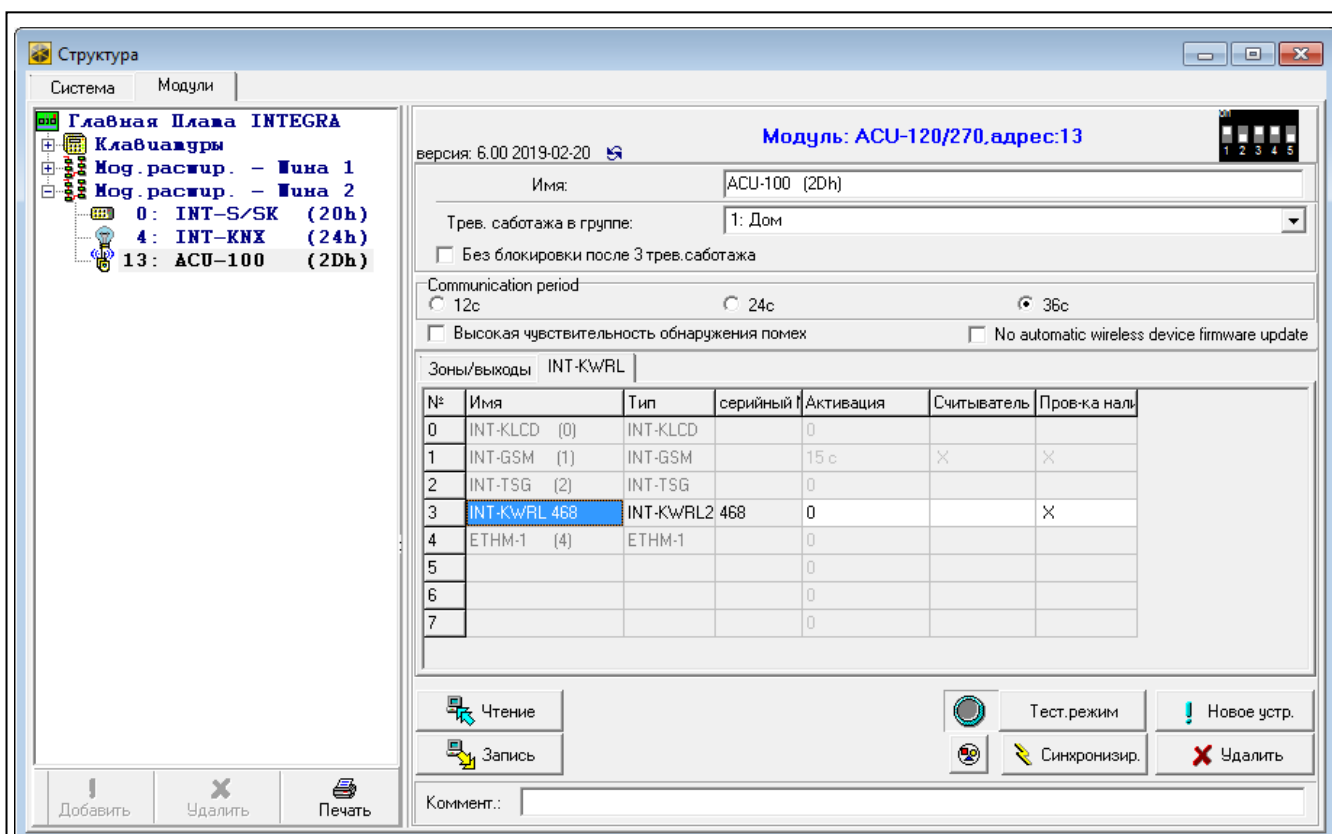 Структура
Система Модули
Главная Плата INTEGRA
Клавиатуры
Мод.расшир. – Шина 1
Мод.расшир. – Шина 2
0: INT-S/SK (20h)
4: INT-KNX (24h)
13: ACU-100 (2Dh)
Добавить Удалить Печать
версия: 6.00 2019-02-20 Модуль: ACU-120/270,адрес:13
on
1 2 3 4 5
Имя: ACU-100 (2Dh)
Трев. саботажа в группе: 1: Дом
Без блокировки после 3 трев.саботажа
Communication period
12с 24с 36с
Высокая чувствительность обнаружения помех No automatic wireless device firmware update
Зоны/выходы INT-KWRL
№ Имя Тип серийный Активация Считыватель Пров-ка нали
0 INT-KLCD (0) INT-KLCD 0
1 INT-GSM (1) INT-GSM 15 с X X
2 INT-TSG (2) INT-TSG 0
3 INT-KWRL 468 INT-KWRL2 468 0 X
4 ETHM-1 (4) ETHM-1 0
5 0
6 0
7 0
Чтение Тест.режим Новое устр.
Запись Синхронизир. Удалить
Коммент.: